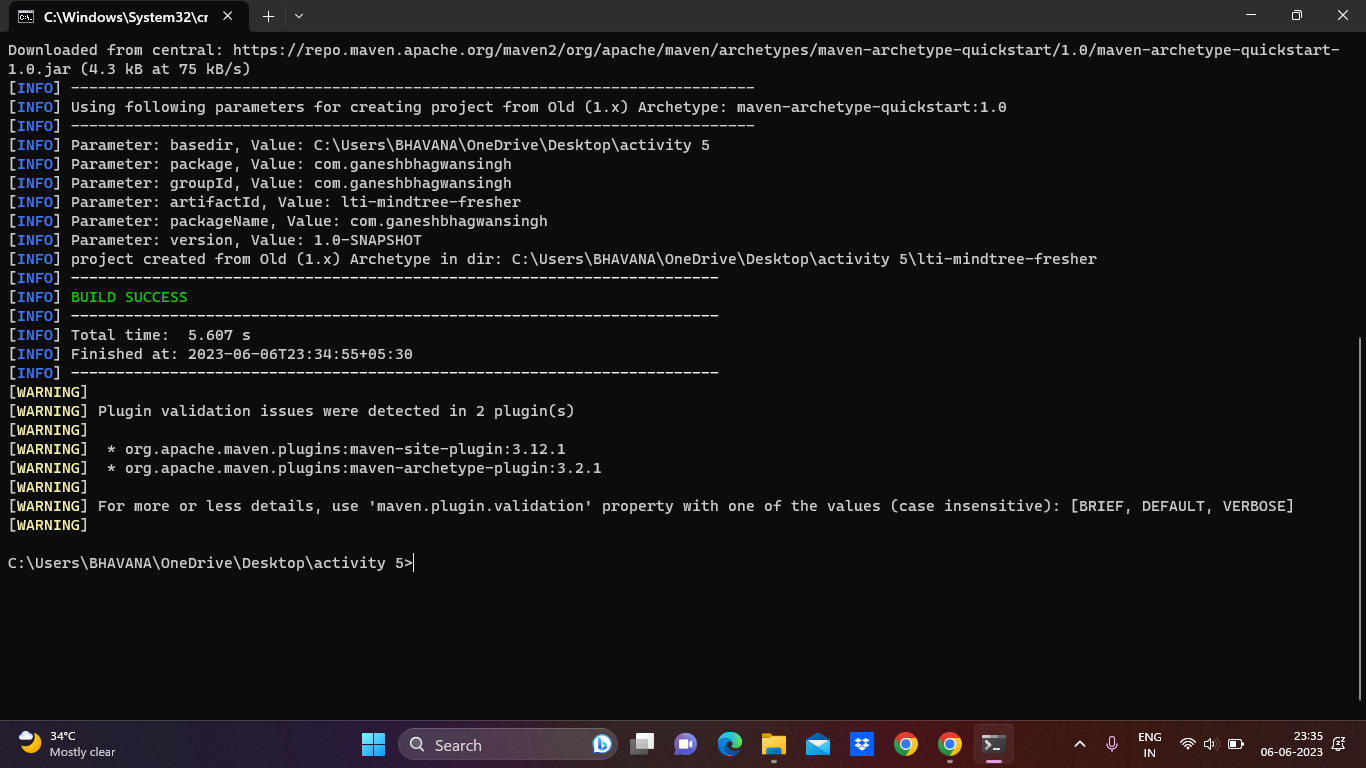 C:\Windows\System32\cr
Downloaded from central: https://repo.maven.apache.org/maven2/org/apache/maven/archetypes/maven-archetype-quickstart/1.0/maven-archetype-quickstart-
1.0.jar (4.3 kB at 75 kB/s)
[INFO] ----------------------------------------------------------------------------
[INFO] Using following parameters for creating project from Old (1.x) Archetype: maven-archetype-quickstart:1.0
[INFO] ----------------------------------------------------------------------------
[INFO] Parameter: basedir, Value: C:\Users\BHAVANA\OneDrive\Desktop\activity 5
[INFO] Parameter: package, Value: com.ganeshbhagwansingh
[INFO] Parameter: groupId, Value: com.ganeshbhagwansingh
[INFO] Parameter: artifactId, Value: lti-mindtree-fresher
[INFO] Parameter: packageName, Value: com.ganeshbhagwansingh
[INFO] Parameter: version, Value: 1.0-SNAPSHOT
[INFO] project created from Old (1.x) Archetype in dir: C:\Users\BHAVANA\OneDrive\Desktop\activity 5\lti-mindtree-fresher
[INFO] ------------------------------------------------------------------------
[INFO] BUILD SUCCESS
[INFO] ------------------------------------------------------------------------
[INFO] Total time:  5.607 s
[INFO] Finished at: 2023-06-06T23:34:55+05:30
[INFO] ------------------------------------------------------------------------
[WARNING]
[WARNING] Plugin validation issues were detected in 2 plugin(s)
[WARNING]
[WARNING]  * org.apache.maven.plugins:maven-site-plugin:3.12.1
[WARNING]  * org.apache.maven.plugins:maven-archetype-plugin:3.2.1
[WARNING]
[WARNING] For more or less details, use 'maven.plugin.validation' property with one of the values (case insensitive): [BRIEF, DEFAULT, VERBOSE]
[WARNING]
C:\Users\BHAVANA\OneDrive\Desktop\activity 5>
34°C
Mostly clear
Search
ENG
IN
23:35
06-06-2023